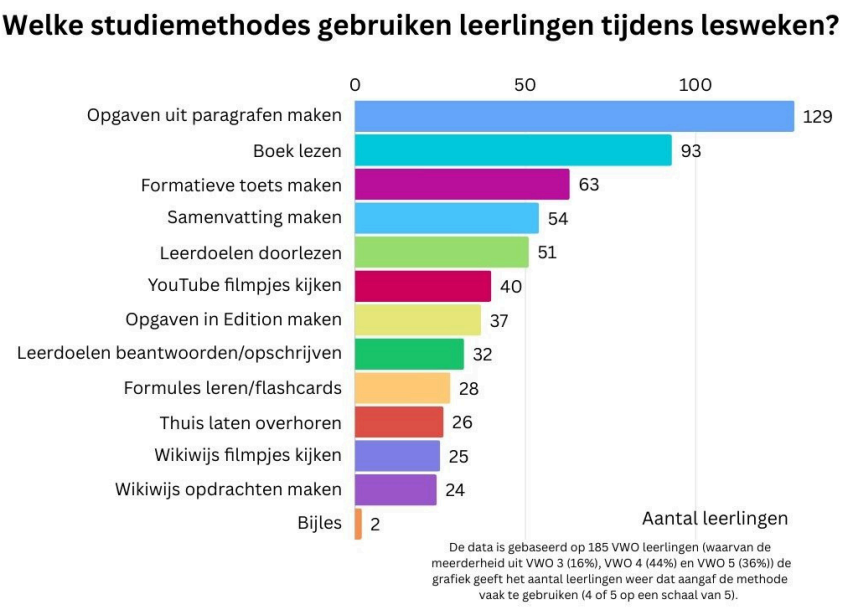 Welke studiemethodes gebruiken leerlingen tijdens lesweken?
0 50 100
Opgaven uit paragrafen maken 129
Boek lezen 93
Formatieve toets maken 63
Samenvatting maken 54
Leerdoelen doorlezen 51
YouTube filmpjes kijken 40
Opgaven in Edition maken 37
Leerdoelen beantwoorden/opschrijven 32
Formules leren/flashcards 28
Thuis laten overhoren 26
Wikiwijs filmpjes kijken 25
Wikiwijs opdrachten maken 24
Bijles 2
Aantal leerlingen
De data is gebaseerd op 185 VWO leerlingen (waarvan de
meerderheid uit VWO 3 (16%), VWO 4 (44%) en VWO 5 (36%)) de
grafiek geeft het aantal leerlingen weer dat aangaf de methode
vaak te gebruiken (4 of 5 op een schaal van 5).